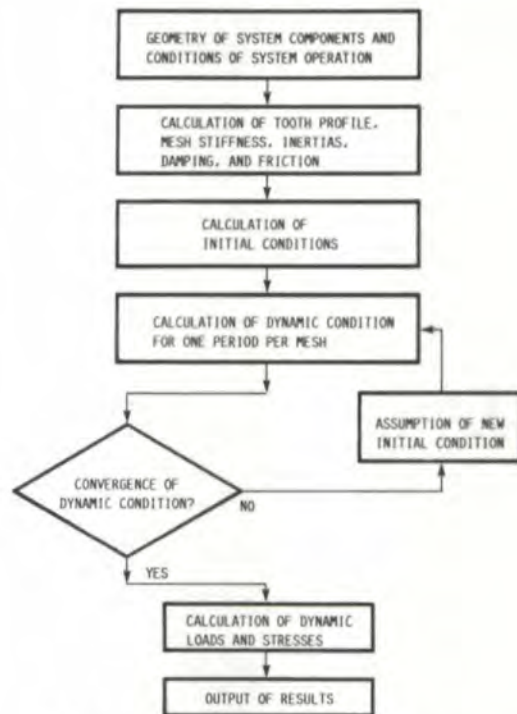 GEOMETRY OF SYSTEM COMPONENTS AND
CONDITIONS OF SYSTEM OPERATION
CALCULATION OF TOOTH PROFILE.
MESH STIFFNESS. INERTIAS.
DAMPING, AND FRICTION
CALCULATION OF
INITIAL CONDITIONS
CALCULATION OF DYNAMIC CONDITION
FOR ONE PERIOD PER MESH
ASSUMPTION OF NEW
INITIAL CONDITION
CONVERGENCE OF
DYNAMIC CONDITION?
NO
YES
CALCULATION OF DYNAMIC
LOADS AND STRESSES
OUTPUT OF RESULTS